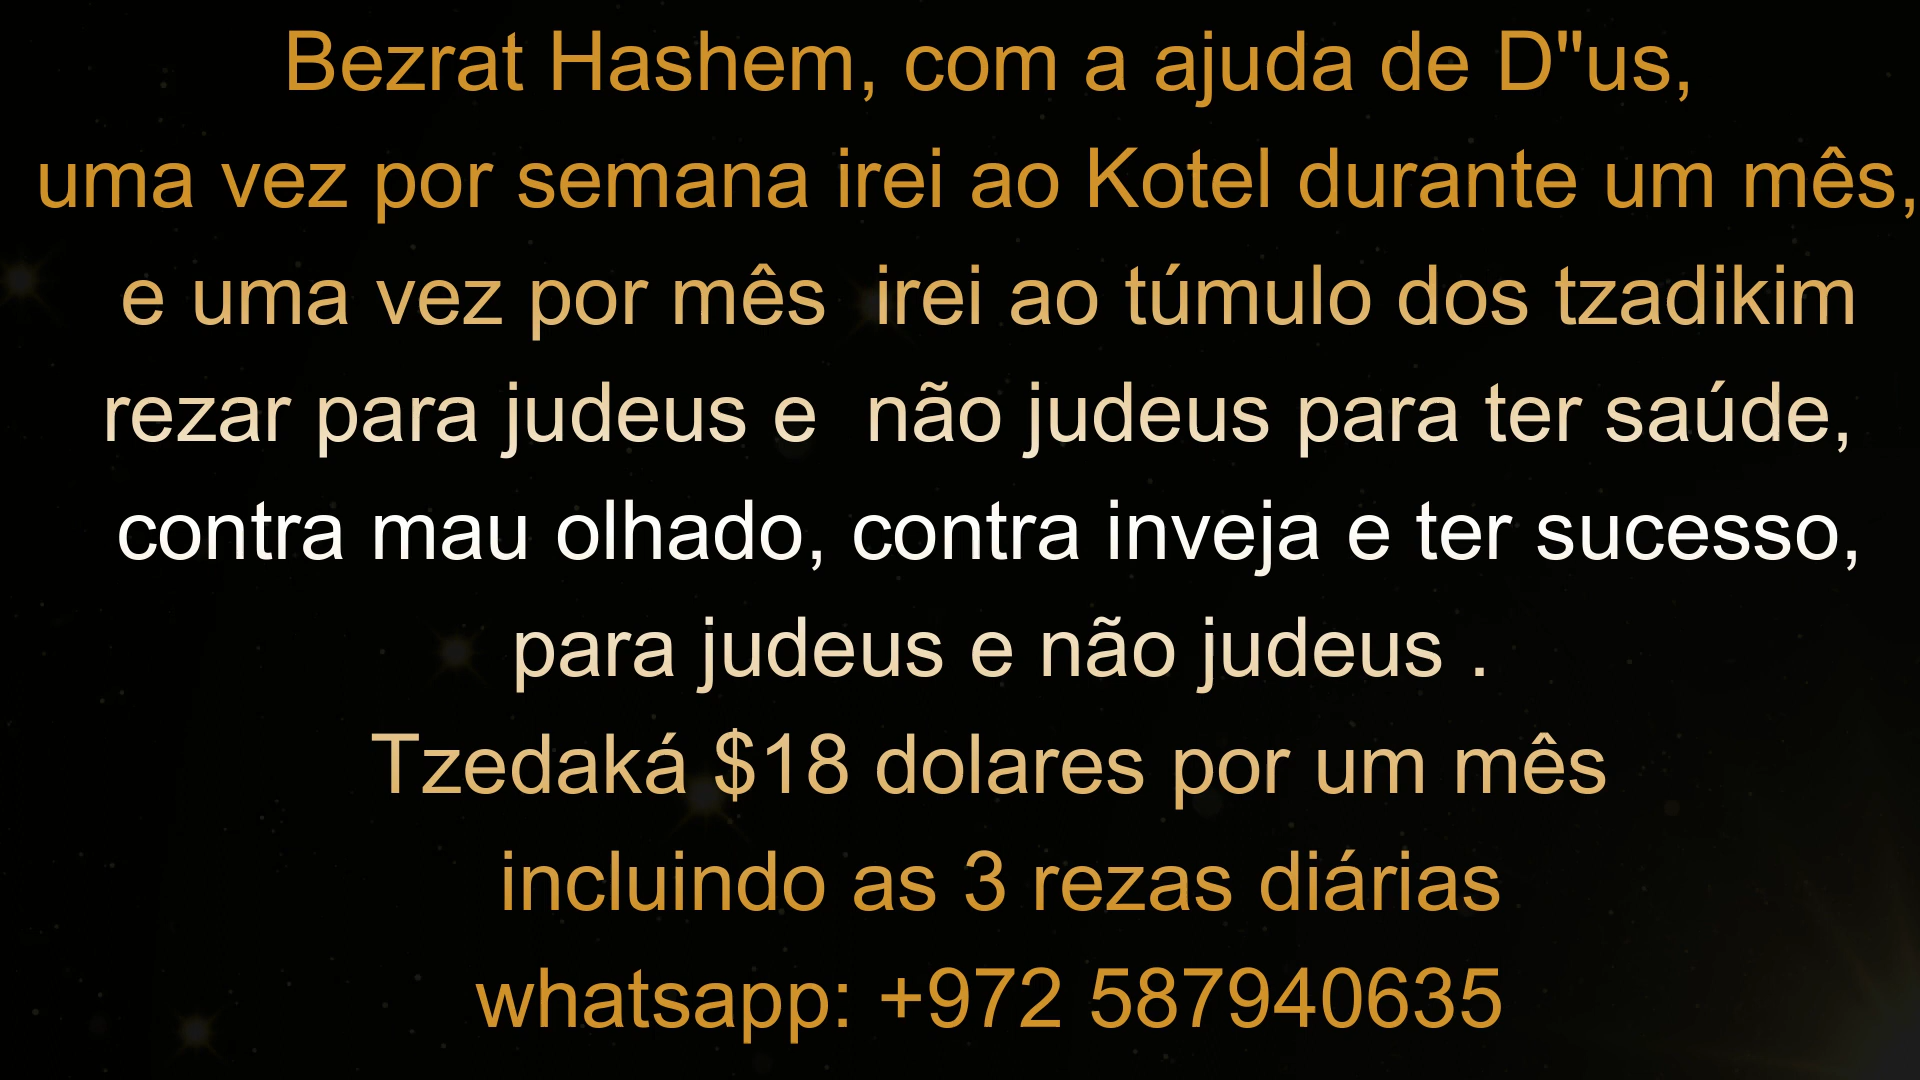 Bezrat Hashem, com a ajuda de D"us,
uma vez por semana irei ao Kotel durante um mês,
e uma vez por mês  irei ao túmulo dos tzadikim
rezar para judeus e  não judeus para ter saúde,
contra mau olhado, contra inveja e ter sucesso,
para judeus e não judeus .
Tzedaká $18 dolares por um mês
incluindo as 3 rezas diárias
whatsapp: +972 587940635